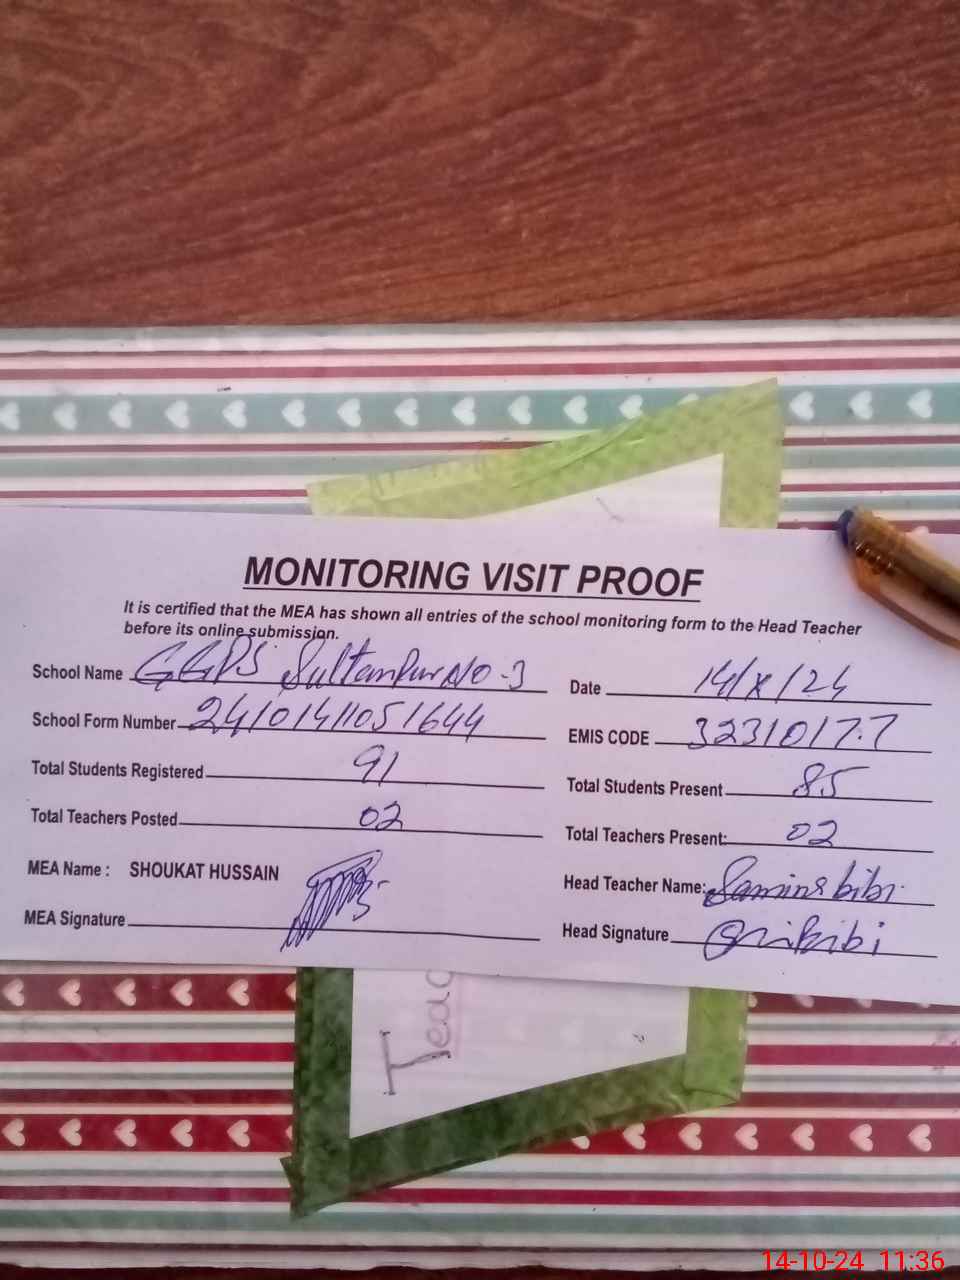 MONITORING VISIT PROOF
It is certified that the MEA has shown all entries of the school monitoring form to the Head Teacher
before its online submission.
School Name GGPS Sultanpur NO-3
Date 14/X/24
School Form Number 24101411051644
EMIS CODE 32310177
Total Students Registered 91
Total Students Present 85
Total Teachers Posted 02
Total Teachers Present: 02
MEA Name : SHOUKAT HUSSAIN
Head Teacher Name: Samina bibi
MEA Signature
Head Signature
Teac
14-10-24 11:36